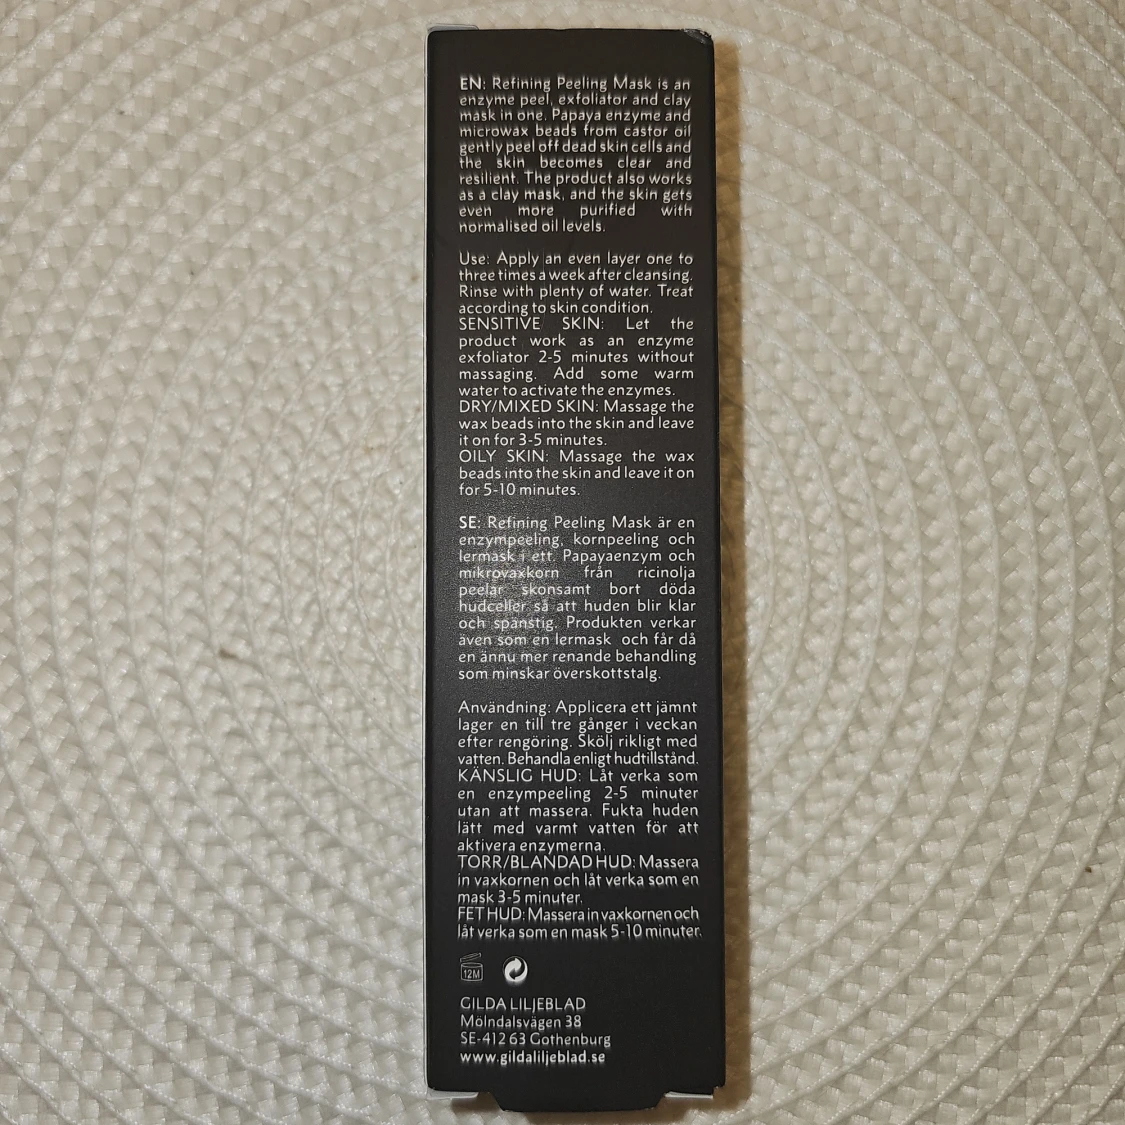 EN: Refining Peeling Mask is an
enzyme peel, exfoliator and clay
mask in one. Papaya enzyme and
microwax beads from castor oil
gently peel off dead skin cells and
the skin becomes clear and
resilient. The product also works
as a clay mask, and the skin gets
even more purified with
normalised oil levels.
Use: Apply an even layer one to
three times a week after cleansing.
Rinse with plenty of water. Treat
according to skin condition.
SENSITIVE SKIN: Let the
product work as an enzyme
exfoliator 2-5 minutes without
massaging. Add some warm
water to activate the enzymes.
DRY/MIXED SKIN: Massage the
wax beads into the skin and leave
it on for 3-5 minutes.
OILY SKIN: Massage the wax
beads into the skin and leave it on
for 5-10 minutes.
SE: Refining Peeling Mask är en
enzympeeling, kornpeeling och
lermask i ett. Papayaenzym och
mikrovaxkorn från ricinolja
peelar skonsamt bort döda
hudceller så att huden blir klar
och spänstig. Produkten verkar
även som en lermask och får då
en ännu mer renande behandling
som minskar överskottstalg.
Användning: Applicera ett jämnt
lager en till tre gånger i veckan
efter rengöring. Skölj rikligt med
vatten. Behandla enligt hudtillstånd.
KÄNSLIG HUD: Låt verka som
en enzympeeling 2-5 minuter
utan att massera. Fukta huden
lätt med varmt vatten för att
aktivera enzymerna.
TORR/BLANDAD HUD: Massera
in vaxkornen och låt verka som en
mask 3-5 minuter.
FET HUD: Massera in vaxkornen och
låt verka som en mask 5-10 minuter.
12M
GILDA LILJEBLAD
Mölndalsvägen 38
SE-412 63 Gothenburg
www.gildaliljeblad.se